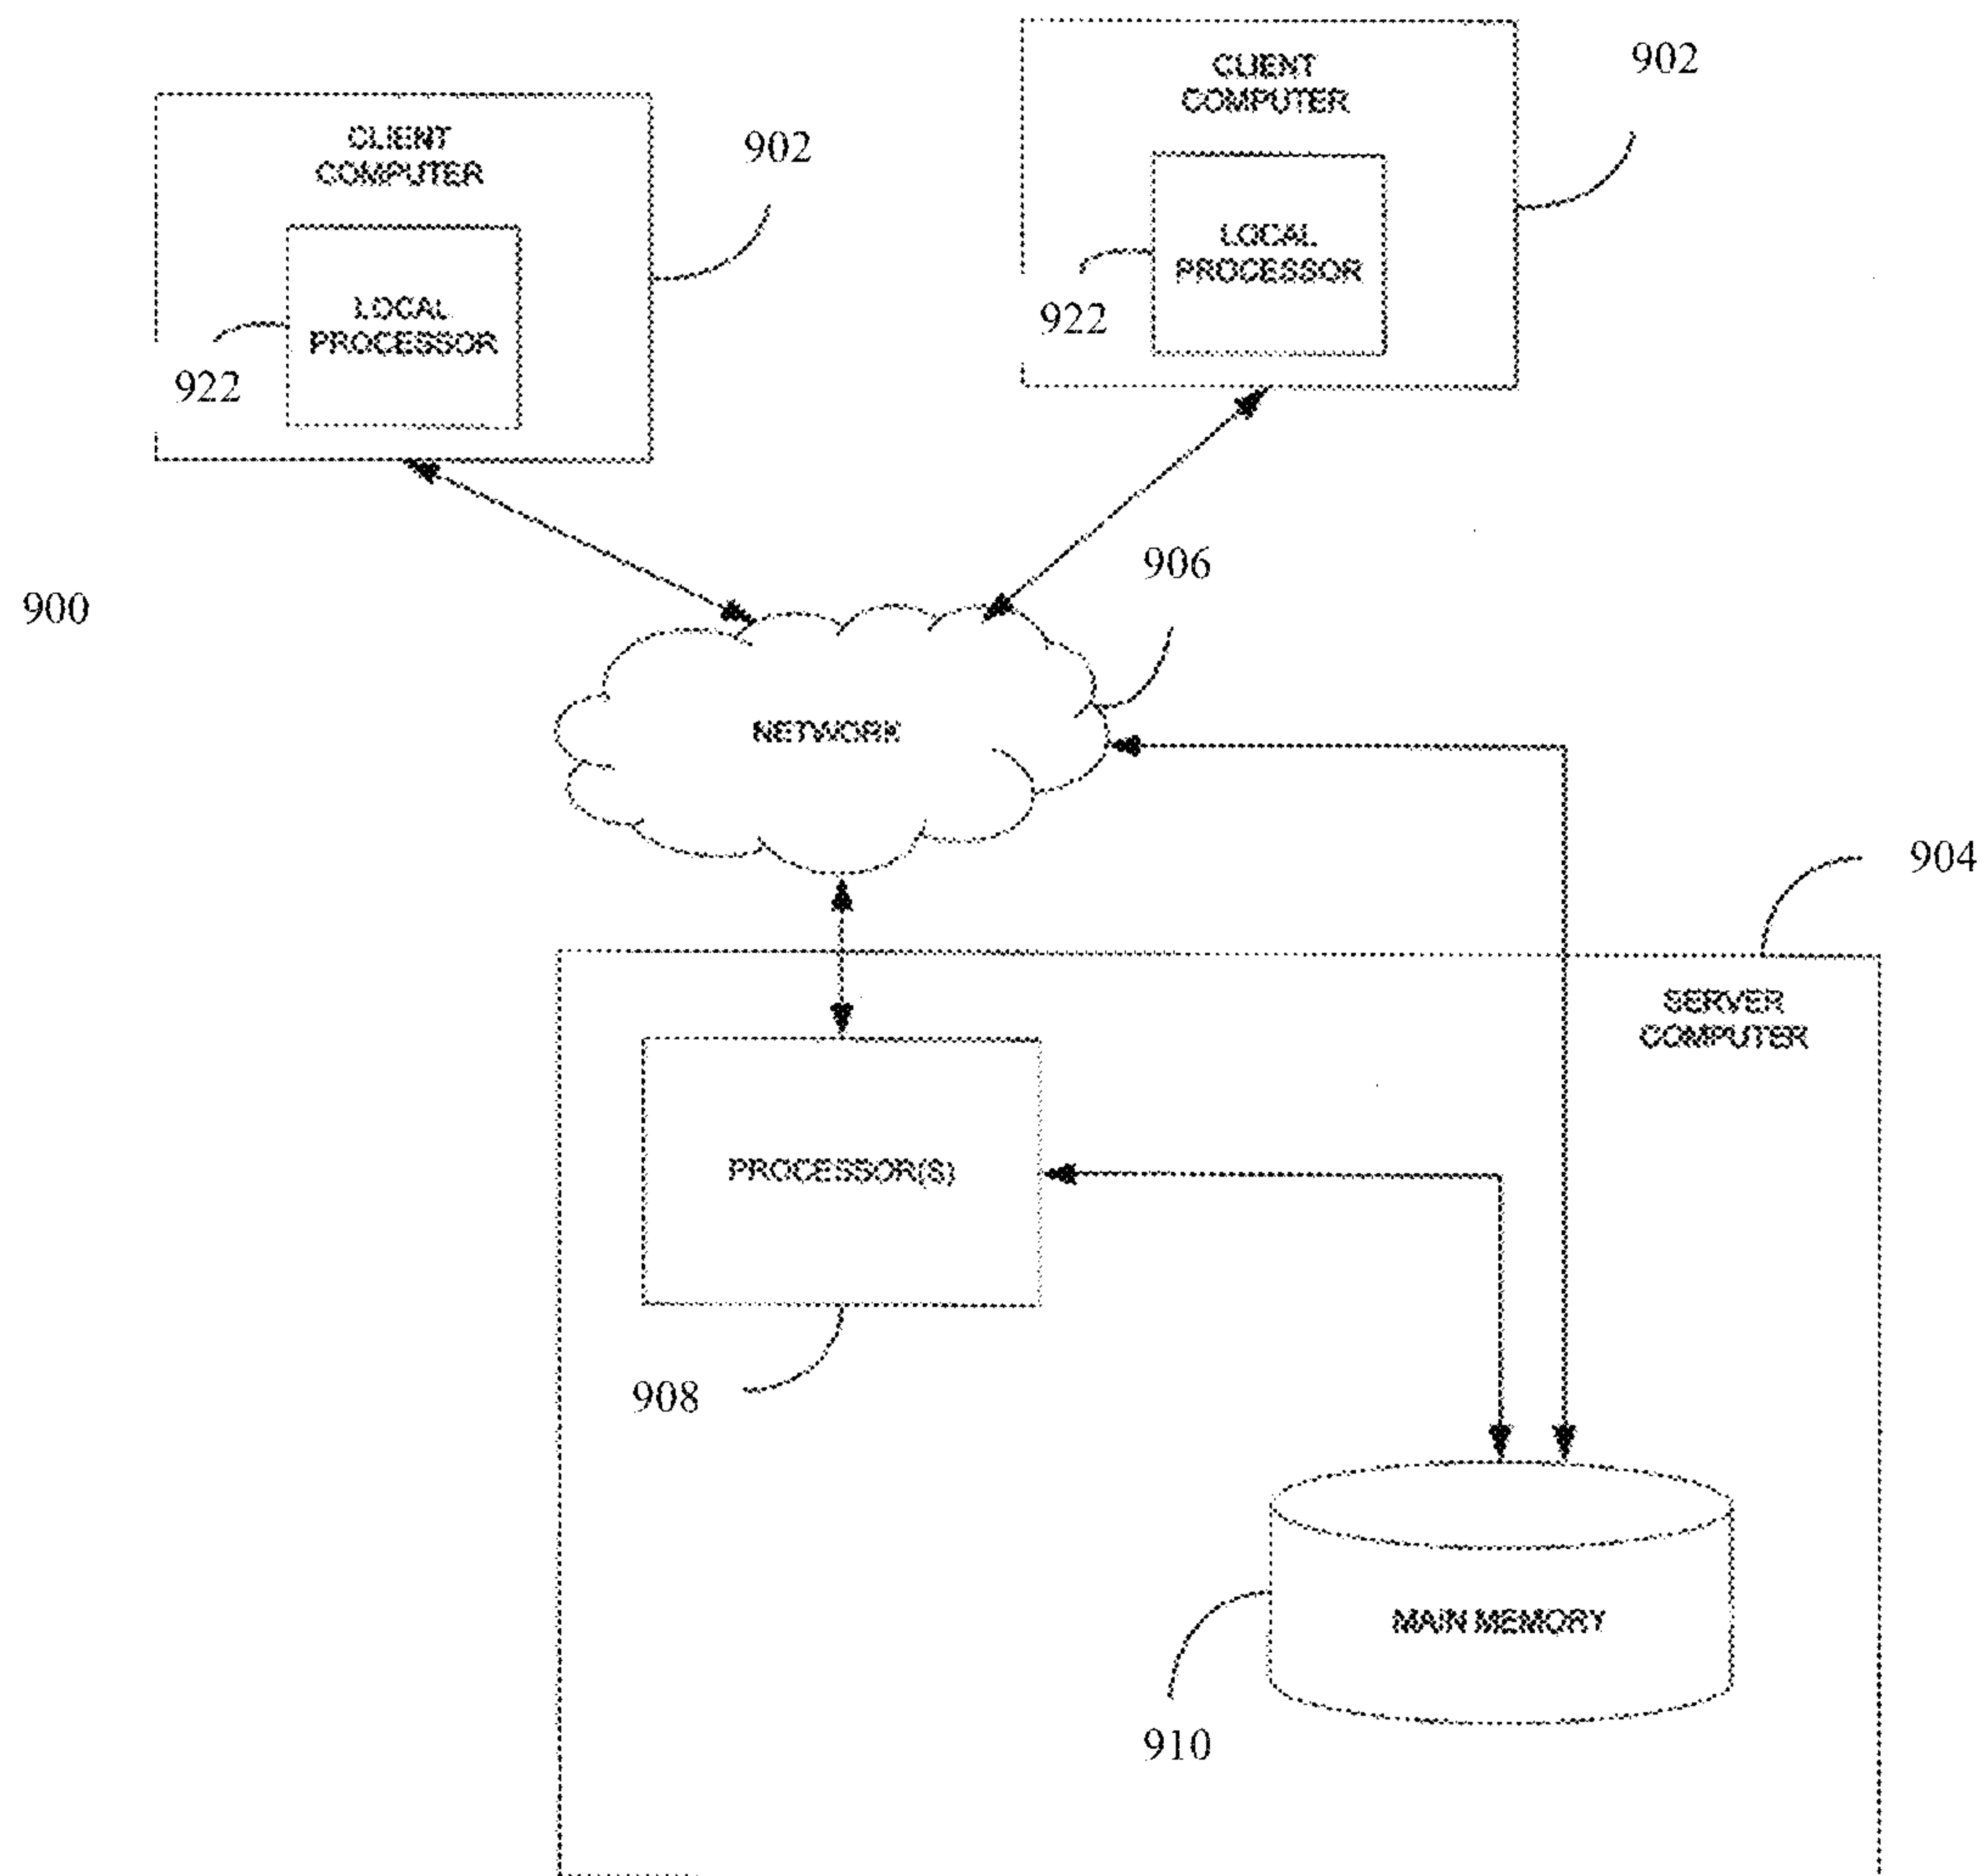 CLIENT
COMPUTER
902
LOCAL
PROCESSOR
922
CLIENT
COMPUTER
902
LOCAL
PROCESSOR
922
900
906
NETWORK
904
SERVER
COMPUTER
PROCESSOR(S)
908
MAIN MEMORY
910